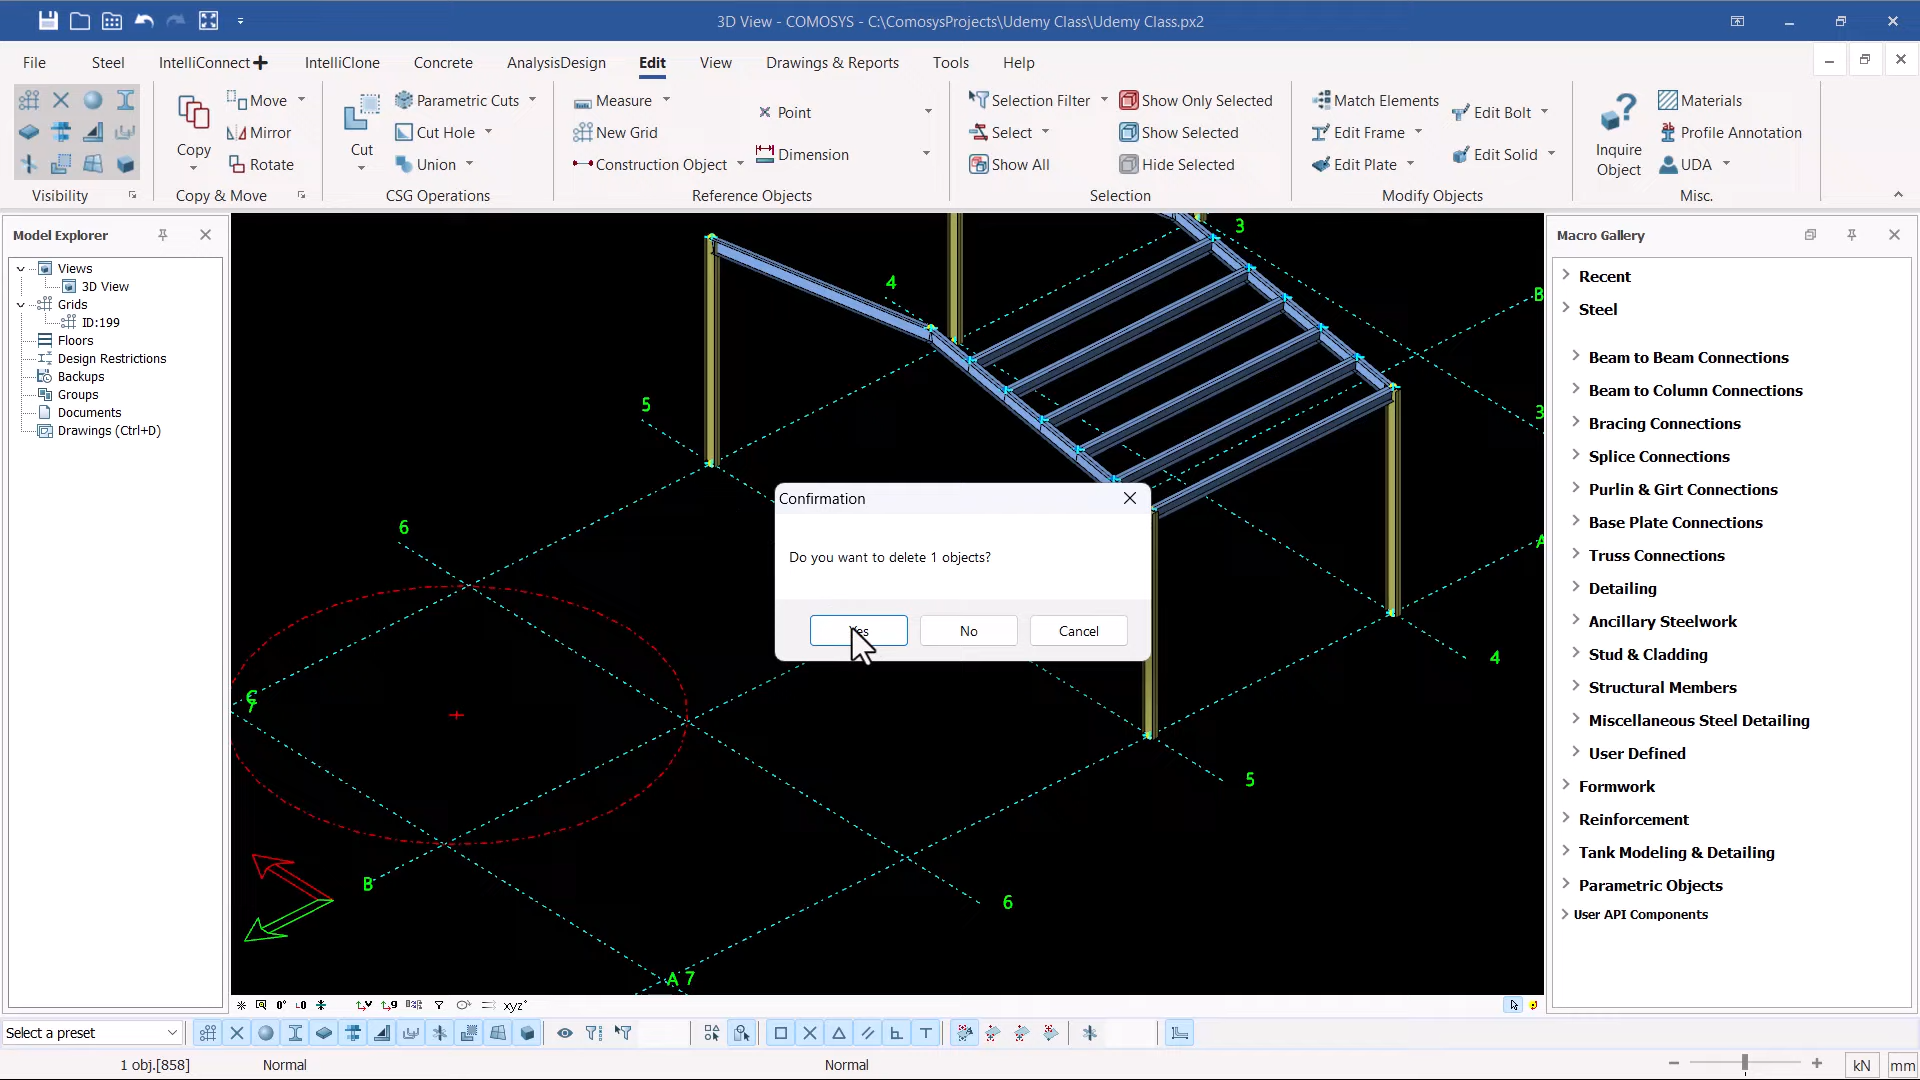 3D View - COMOSYS - C:\ComosysProjects\Udemy Class\Udemy Class.px2
File Steel IntelliConnect IntelliClone Concrete AnalysisDesign Edit View Drawings & Reports Tools Help
Move Parametric Cuts Measure Point Selection Filter Show Only Selected Match Elements Edit Bolt Materials
Mirror Cut Hole New Grid Select Show Selected Edit Frame Profile Annotation
Copy Cut Dimension Edit Solid Inquire Object
Rotate Union Construction Object Show All Hide Selected Edit Plate UDA
Visibility Copy & Move CSG Operations Reference Objects Selection Modify Objects Misc.
Model Explorer
Views
3D View
Grids
ID:199
Floors
Design Restrictions
Backups
Groups
Documents
Drawings (Ctrl+D)
3
4
B
5
3
6
A
4
C
5
B
6
A 7
Confirmation
Do you want to delete 1 objects?
Yes No Cancel
Macro Gallery
Recent
Steel
Beam to Beam Connections
Beam to Column Connections
Bracing Connections
Splice Connections
Purlin & Girt Connections
Base Plate Connections
Truss Connections
Detailing
Ancillary Steelwork
Stud & Cladding
Structural Members
Miscellaneous Steel Detailing
User Defined
Formwork
Reinforcement
Tank Modeling & Detailing
Parametric Objects
User API Components
xyz°
Select a preset
1 obj.[858] Normal Normal kN mm